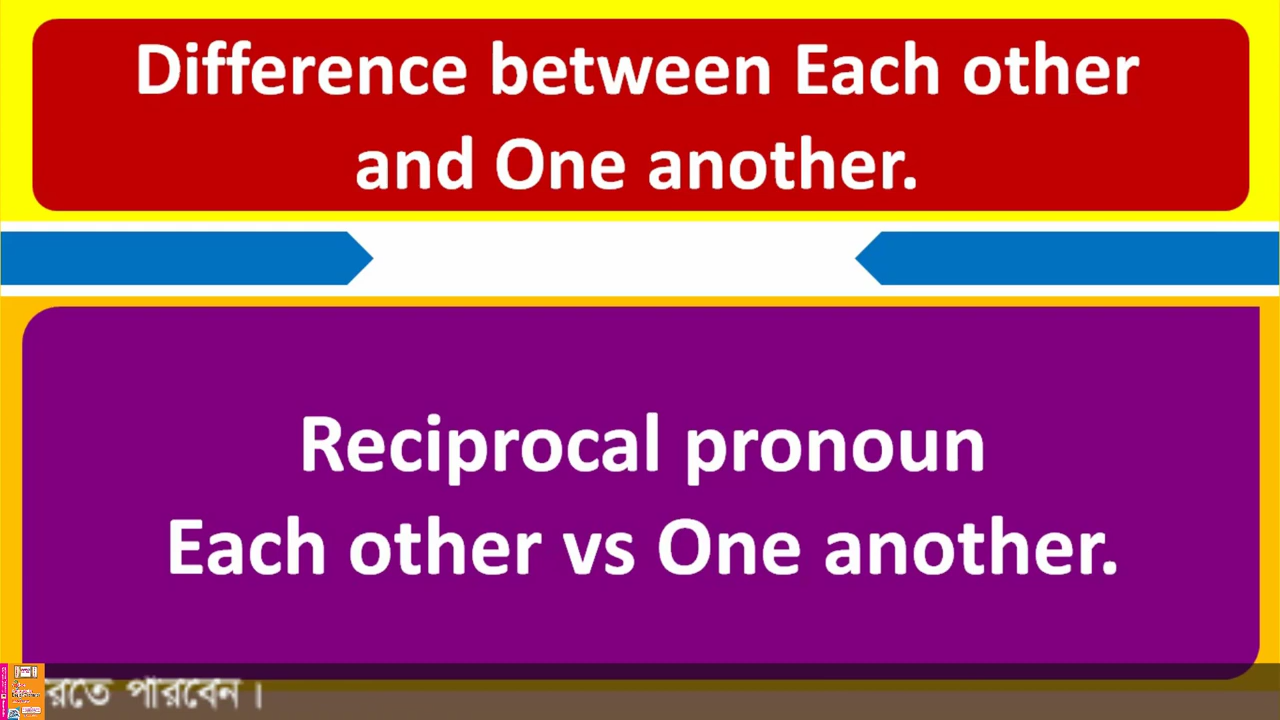 Difference between Each other
and One another.
Reciprocal pronoun
Each other vs One another.
রতে পারবেন।